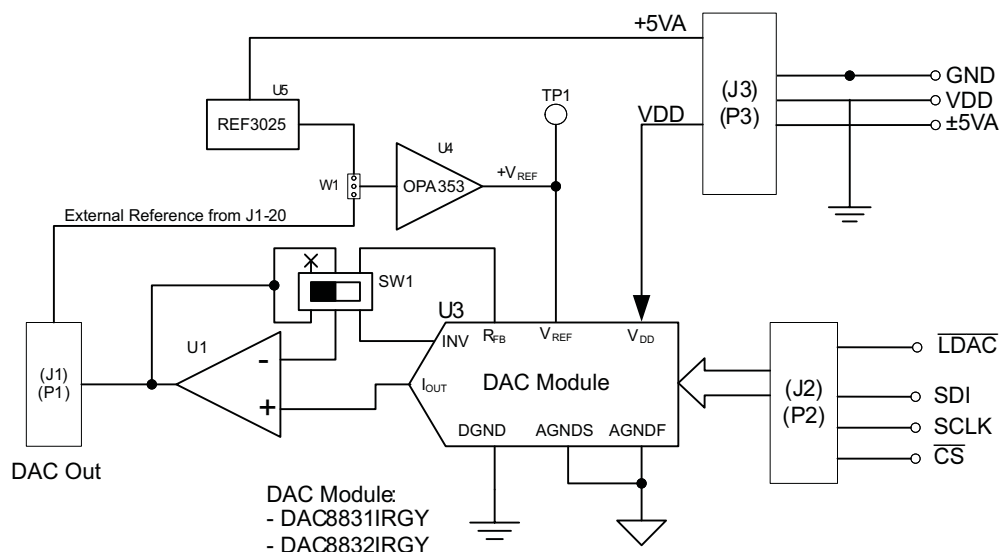 +5VA
U5
REF3025
TP1
VDD
(J3)
(P3)
GND
VDD
±5VA
W1
U4
OPA353
+VREF
External Reference from J1-20
SW1
U3
U1
-
+
INV
RFB
VREF
VDD
IOUT
DAC Module
DGND
AGNDS
AGNDF
(J1)
(P1)
DAC Out
(J2)
(P2)
LDAC
SDI
SCLK
CS
DAC Module:
- DAC8831IRGY
- DAC8832IRGY